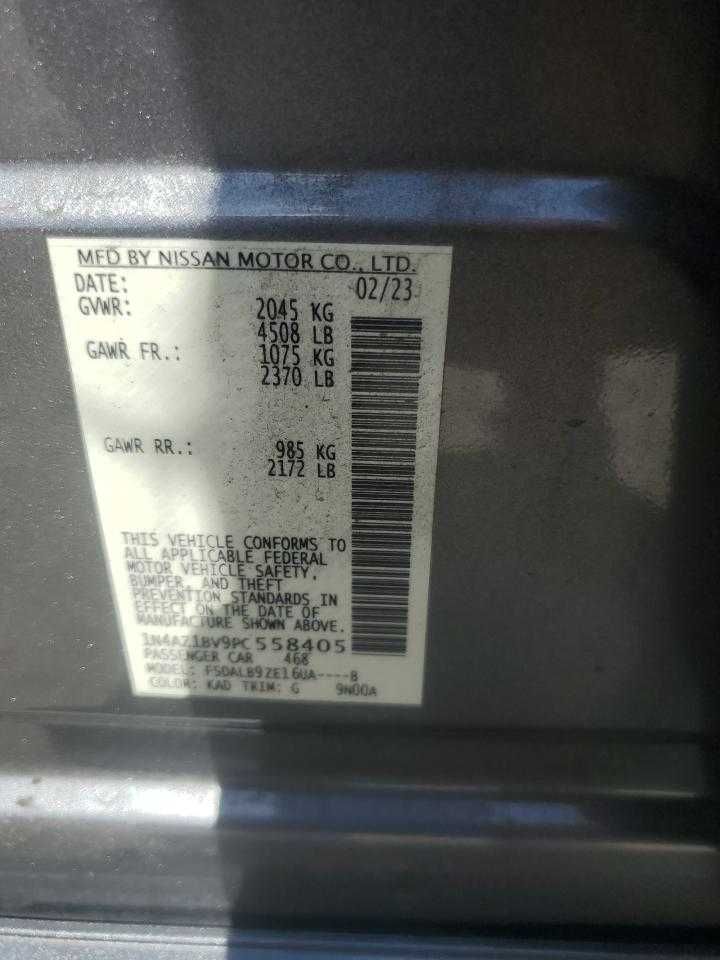 MFD BY NISSAN MOTOR CO., LTD.
DATE: 02/23
GVWR: 2045 KG
4508 LB
GAWR FR.: 1075 KG
2370 LB
GAWR RR.: 985 KG
2172 LB
THIS VEHICLE CONFORMS TO
ALL APPLICABLE FEDERAL
MOTOR VEHICLE SAFETY,
BUMPER, AND THEFT
PREVENTION STANDARDS IN
EFFECT ON THE DATE OF
MANUFACTURE SHOWN ABOVE.
1N4AZ1BV9PC558405
PASSENGER CAR 468
MODEL: FSDALB9ZE16UA----B
COLOR: KAD TRIM: G 9N00A